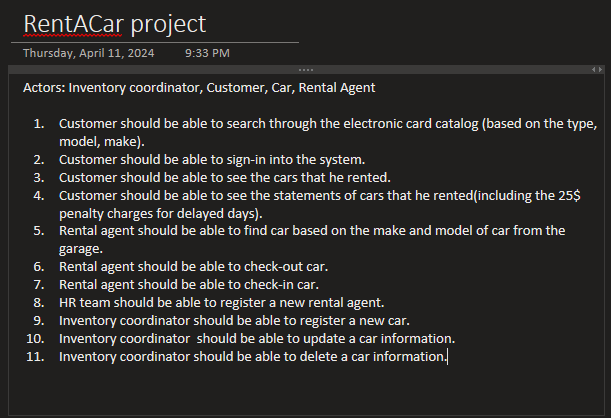 RentACar project
Thursday, April 11, 2024 9:33 PM
Actors: Inventory coordinator, Customer, Car, Rental Agent
1. Customer should be able to search through the electronic card catalog (based on the type,
model, make).
2. Customer should be able to sign-in into the system.
3. Customer should be able to see the cars that he rented.
4. Customer should be able to see the statements of cars that he rented(including the 25$
penalty charges for delayed days).
5. Rental agent should be able to find car based on the make and model of car from the
garage.
6. Rental agent should be able to check-out car.
7. Rental agent should be able to check-in car.
8. HR team should be able to register a new rental agent.
9. Inventory coordinator should be able to register a new car.
10. Inventory coordinator  should be able to update a car information.
11. Inventory coordinator should be able to delete a car information.